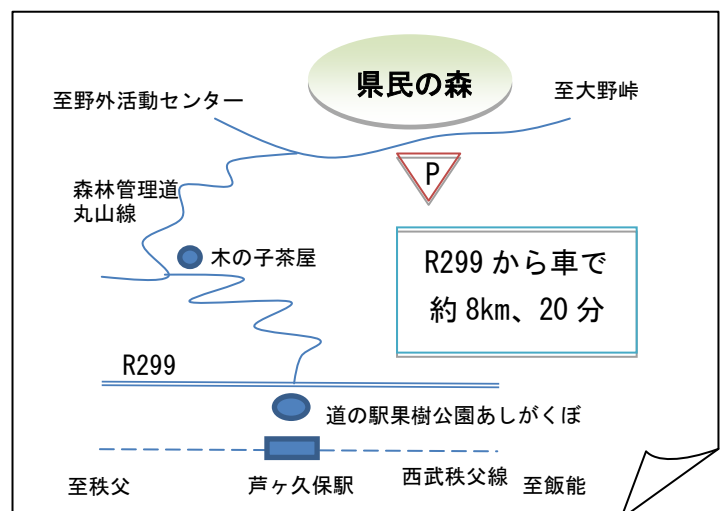 県民の森
至野外活動センター
至大野峠
P
森林管理道
丸山線
木の子茶屋
R299 から車で
約 8km、20 分
R299
道の駅果樹公園あしがくぼ
至秩父
芦ヶ久保駅
西武秩父線
至飯能